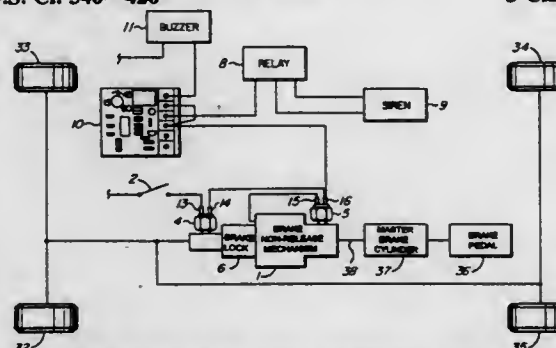 340-426
11
BUZZER
33
34
8
RELAY
SIREN
9
10
2
13
14
15
16
4
5
BRAKE LOCK
BRAKE
NON-RELEASE
MECHANISM
MASTER
BRAKE
CYLINDER
BRAKE
PEDAL
6
1
38
37
36
32
35